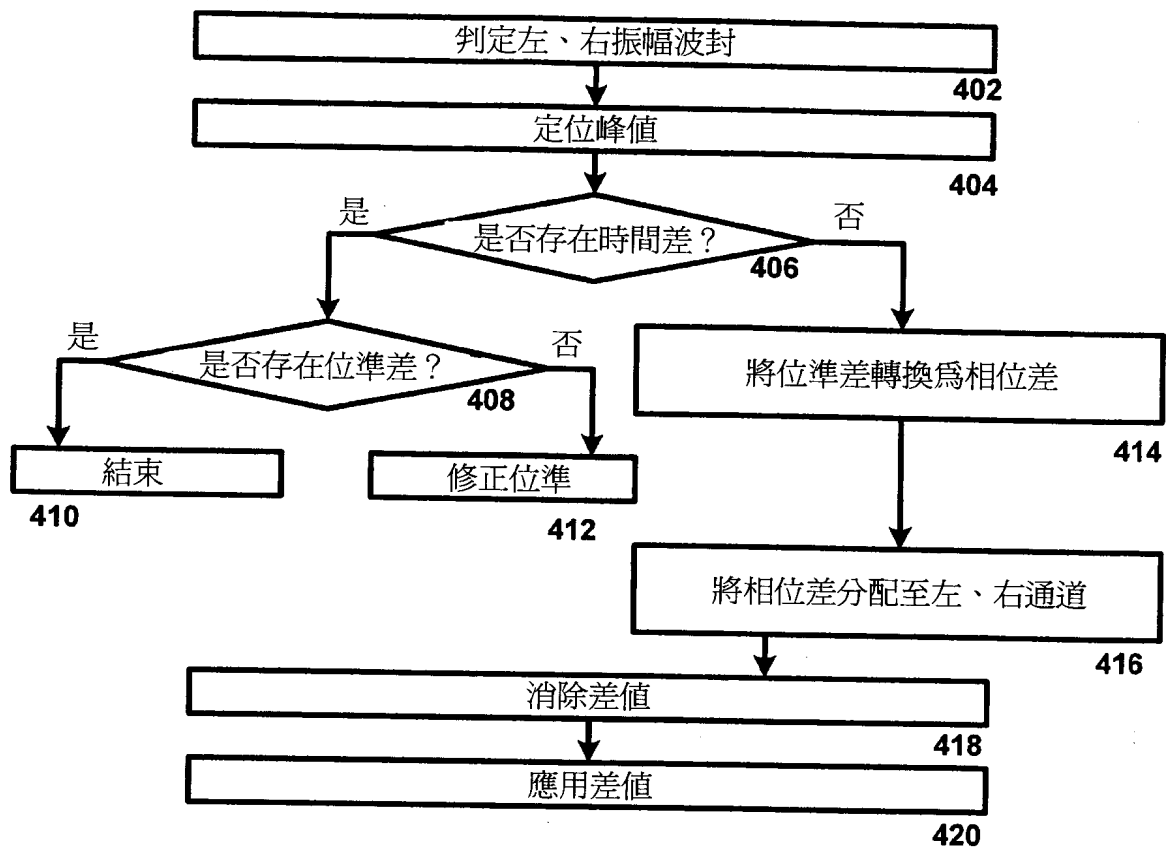 判定左、右振幅波封
402
定位峰值
404
是
否
是否存在時間差？
406
是
否
是否存在位準差？
408
將位準差轉換爲相位差
414
結束
410
修正位準
412
將相位差分配至左、右通道
416
消除差值
418
應用差值
420